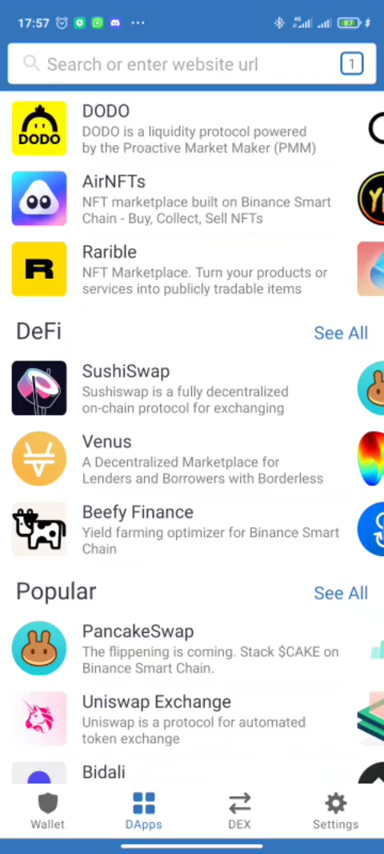 17:57
87
Search or enter website url
1
DODO
DODO is a liquidity protocol powered
by the Proactive Market Maker (PMM)
DODO
AirNFTs
NFT marketplace built on Binance Smart
Chain - Buy, Collect, Sell NFTs
Rarible
NFT Marketplace. Turn your products or
services into publicly tradable items
R
DeFi
See All
SushiSwap
Sushiswap is a fully decentralized
on-chain protocol for exchanging
Venus
A Decentralized Marketplace for
Lenders and Borrowers with Borderless
Beefy Finance
Yield farming optimizer for Binance Smart
Chain
Popular
See All
PancakeSwap
The flippening is coming. Stack $CAKE on
Binance Smart Chain.
Uniswap Exchange
Uniswap is a protocol for automated
token exchange
Bidali
Wallet
DApps
DEX
Settings